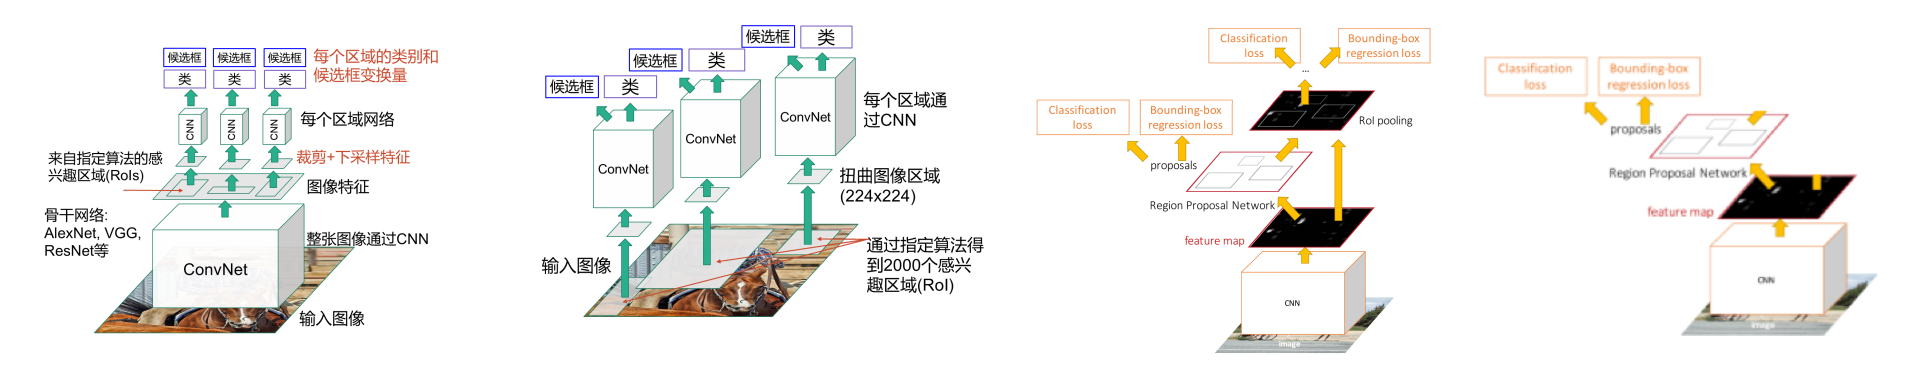 候选框 候选框 候选框
类 类 类
每个区域的类别和
候选框变换量
CNN CNN CNN
每个区域网络
来自指定算法的感
兴趣区域(RoIs)
裁剪+下采样特征
图像特征
骨干网络:
AlexNet, VGG,
ResNet等
整张图像通过CNN
ConvNet
输入图像
候选框 类
候选框 类
候选框 类
ConvNet
ConvNet
ConvNet
每个区域通
过CNN
扭曲图像区域
(224x224)
输入图像
通过指定算法得
到2000个感兴
趣区域(RoI)
Classification
loss
Bounding-box
regression loss
...
Classification
loss
Bounding-box
regression loss
RoI pooling
proposals
Region Proposal Network
feature map
CNN
image
Classification
loss
Bounding-box
regression loss
proposals
Region Proposal Network
feature map
CNN
image